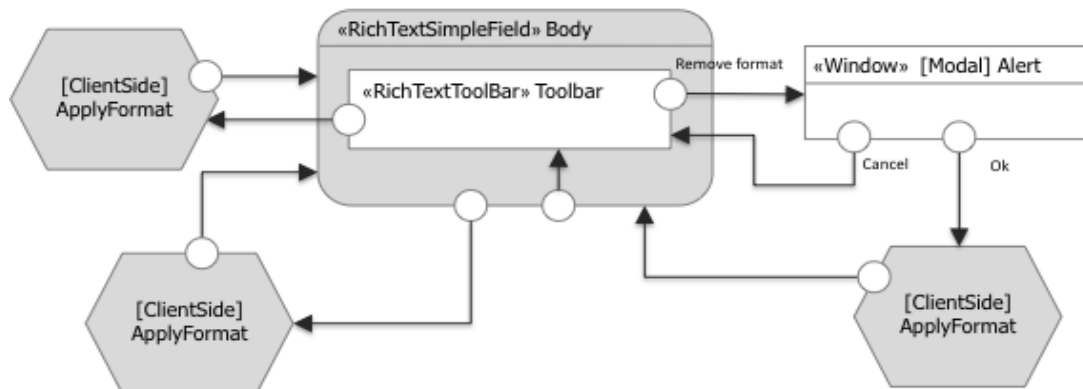 «RichTextSimpleField» Body
[ClientSide]
ApplyFormat
«RichTextToolBar» Toolbar
Remove format
«Window»  [Modal] Alert
Cancel
Ok
[ClientSide]
ApplyFormat
[ClientSide]
ApplyFormat